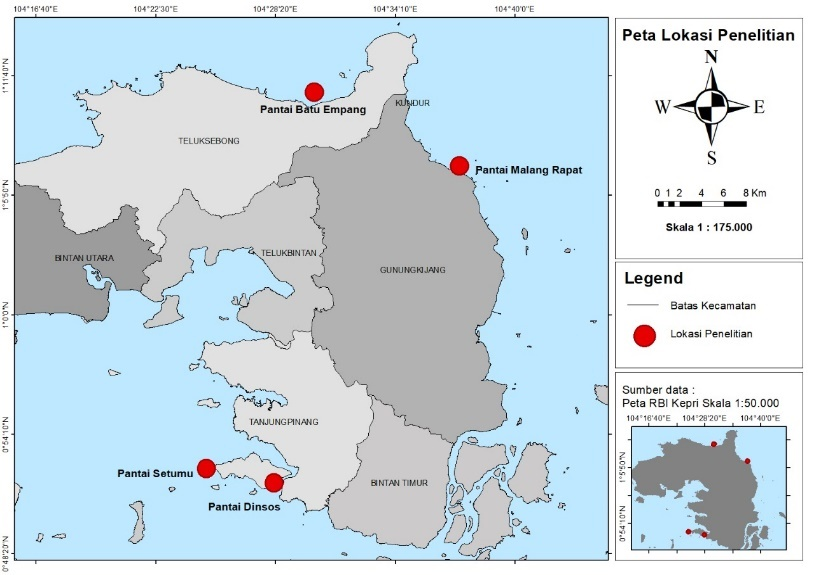 104°16'40"E
104°22'30"E
104°28'20"E
104°34'10"E
104°40'0"E
1°11'40"N
1°5'50"N
1°0'0"N
0°54'10"N
0°48'20"N
KUNDUR
Pantai Batu Empang
TELUKSEBONG
Pantai Malang Rapat
BINTAN UTARA
TELUKBINTAN
GUNUNGKIJANG
TANJUNGPINANG
Pantai Setumu
BINTAN TIMUR
Pantai Dinsos
Peta Lokasi Penelitian
N
W
E
S
0 1 2 4 6 8 Km
Skala 1 : 175.000
Legend
Batas Kecamatan
Lokasi Penelitian
Sumber data :
Peta RBI Kepri Skala 1:50.000
104°16'40"E 104°28'20"E 104°40'0"E
1°5'50"N
0°54'10"N